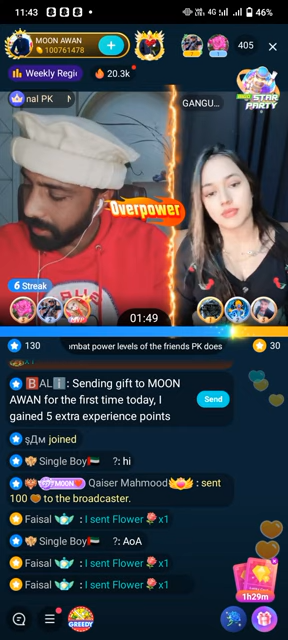 11:43
4G
46%
MOON AWAN
100761478
405
Weekly Regi
20.3k
STAR
PARTY
nal PK
GANGU...
Overpower
6 Streak
01:49
130
mbat power levels of the friends PK does
30
BALi: Sending gift to MOON
AWAN for the first time today, I
gained 5 extra experience points
Send
şДм joined
Single Boy ?: hi
MOON Qaiser Mahmood : sent
100 to the broadcaster.
Faisal : I sent Flower x1
Single Boy ?: AoA
Faisal : I sent Flower x1
Faisal : I sent Flower x1
1h29m
GREEDY